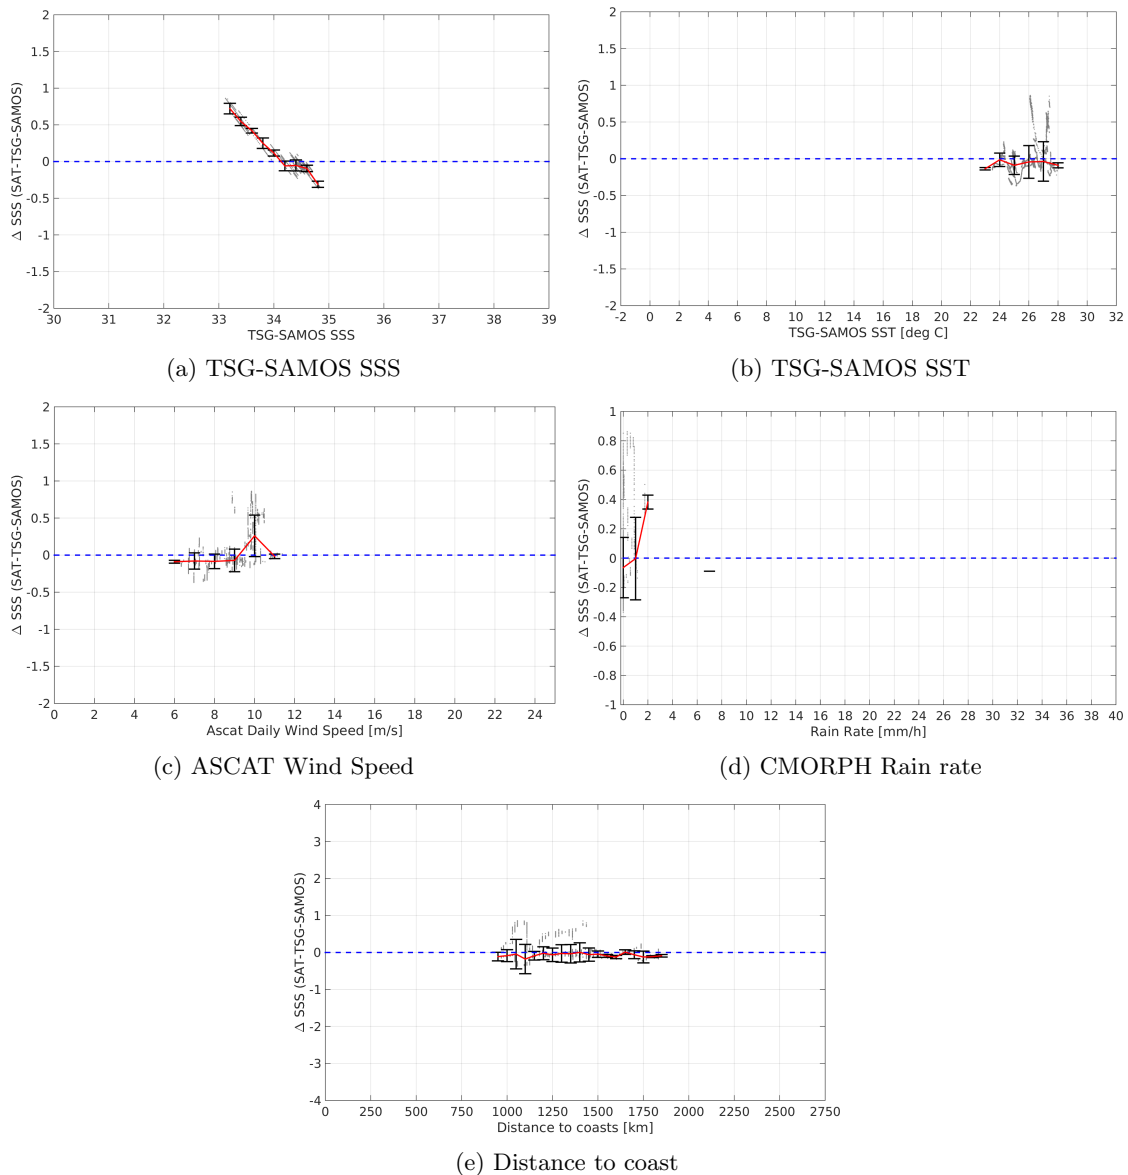 2
1.5
1
0.5
0
-0.5
-1
-1.5
-2
Δ SSS (SAT-TSG-SAMOS)
30 31 32 33 34 35 36 37 38 39
TSG-SAMOS SSS
(a) TSG-SAMOS SSS
2
1.5
1
0.5
0
-0.5
-1
-1.5
-2
Δ SSS (SAT-TSG-SAMOS)
-2 0 2 4 6 8 10 12 14 16 18 20 22 24 26 28 30 32
TSG-SAMOS SST [deg C]
(b) TSG-SAMOS SST
2
1.5
1
0.5
0
-0.5
-1
-1.5
-2
Δ SSS (SAT-TSG-SAMOS)
0 2 4 6 8 10 12 14 16 18 20 22 24
Ascat Daily Wind Speed [m/s]
(c) ASCAT Wind Speed
1
0.8
0.6
0.4
0.2
0
-0.2
-0.4
-0.6
-0.8
-1
Δ SSS (SAT-TSG-SAMOS)
0 2 4 6 8 10 12 14 16 18 20 22 24 26 28 30 32 34 36 38 40
Rain Rate [mm/h]
(d) CMORPH Rain rate
4
3
2
1
0
-1
-2
-3
-4
Δ SSS (SAT-TSG-SAMOS)
0 250 500 750 1000 1250 1500 1750 2000 2250 2500 2750
Distance to coasts [km]
(e) Distance to coast